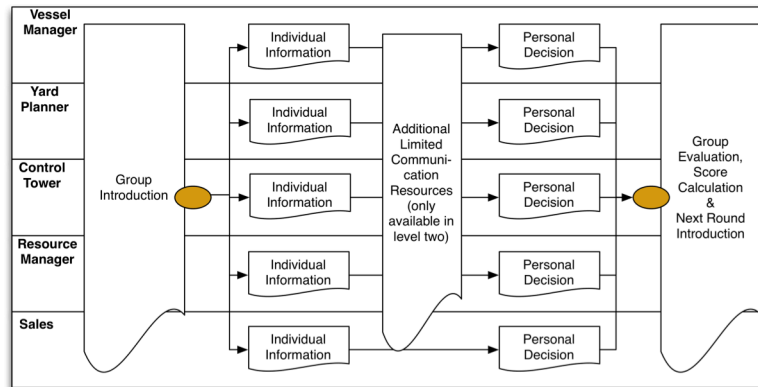 Vessel
Manager
Individual
Information
Personal
Decision
Yard
Planner
Individual
Information
Personal
Decision
Control
Tower
Group
Introduction
Individual
Information
Additional
Limited
Communi-
cation
Resources
(only
available in
level two)
Personal
Decision
Group
Evaluation,
Score
Calculation
&
Next Round
Introduction
Resource
Manager
Individual
Information
Personal
Decision
Sales
Individual
Information
Personal
Decision